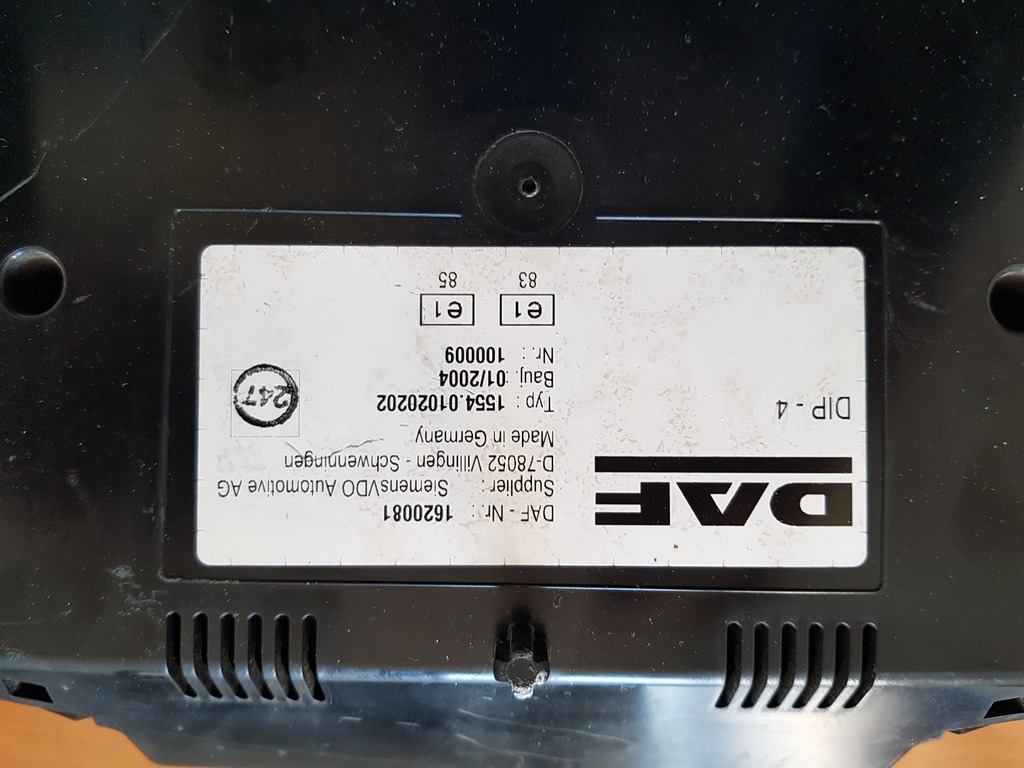 DAF
DIP - 4
DAF - Nr.: 1620081
Supplier: SiemensVDO Automotive AG
D-78052 Villingen - Schwenningen
Made in Germany
Typ: 1554.01020202
Bauj.: 01/2004
Nr.: 100009
e1 e1
83 85
247